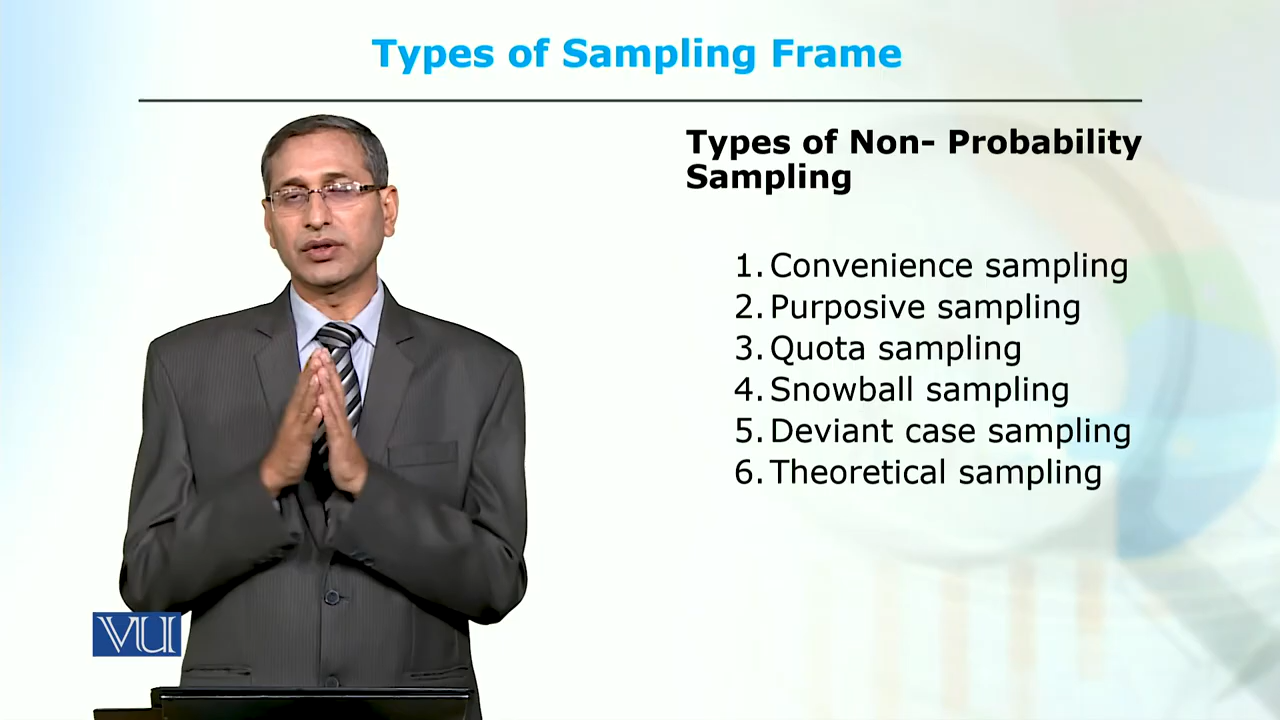 Types of Sampling Frame
Types of Non- Probability
Sampling
1. Convenience sampling
2. Purposive sampling
3. Quota sampling
4. Snowball sampling
5. Deviant case sampling
6. Theoretical sampling
VU